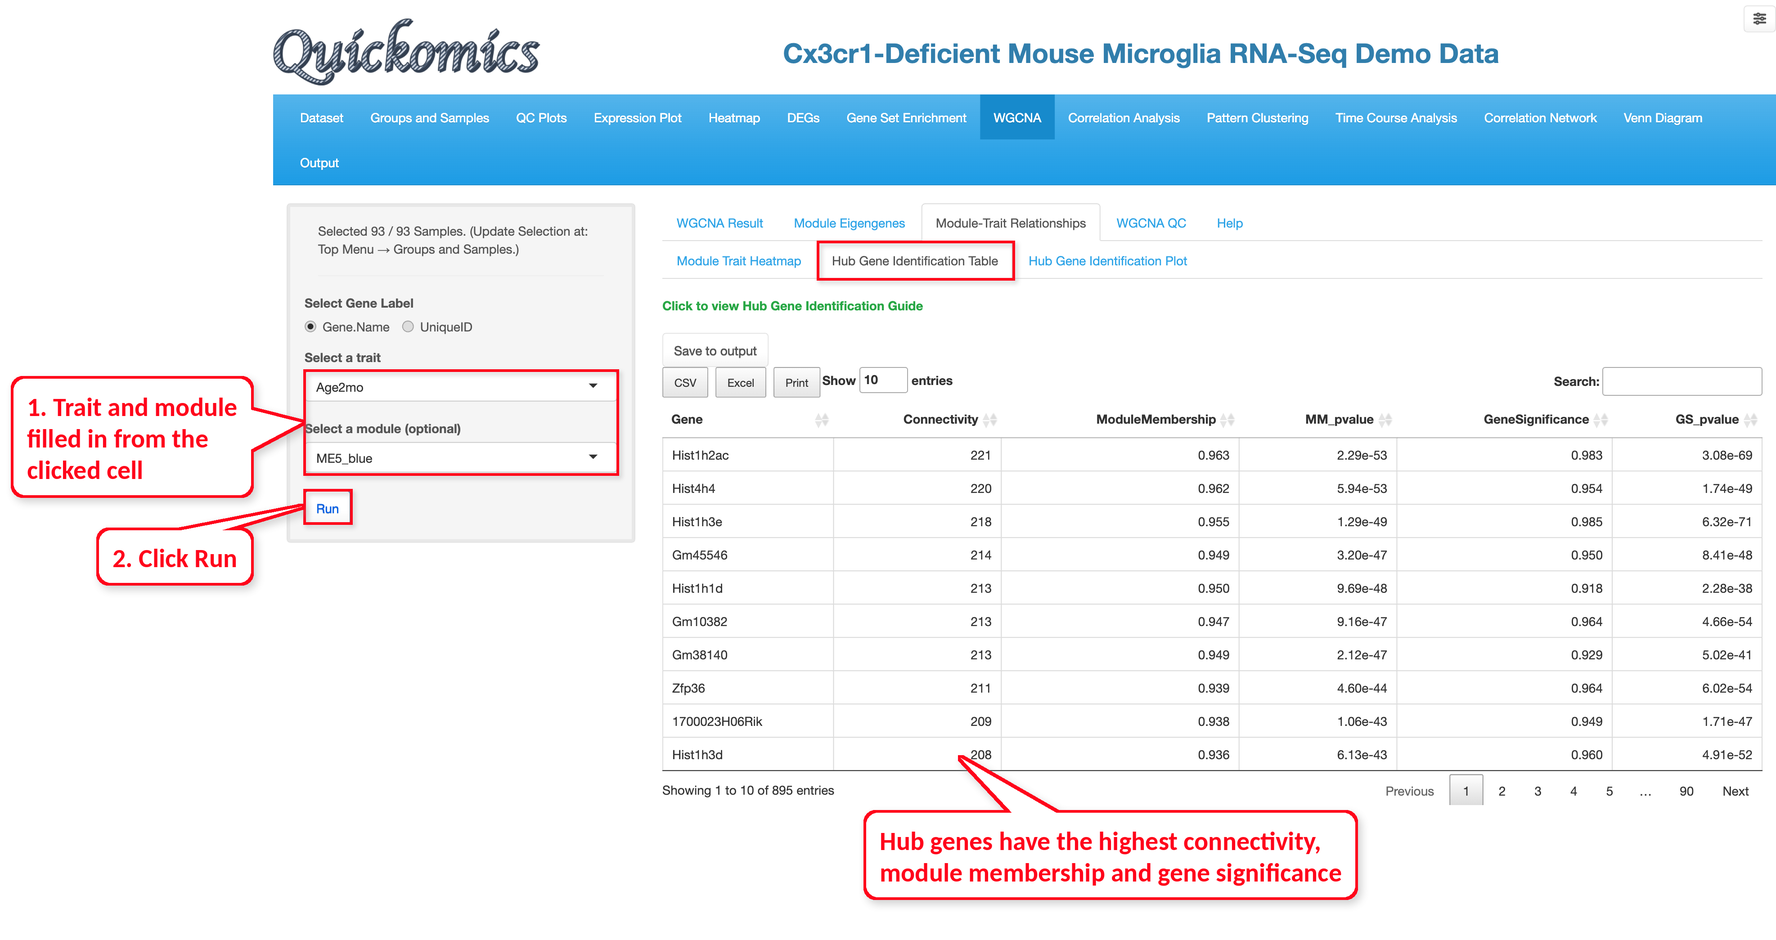 Quickomics
Cx3cr1-Deficient Mouse Microglia RNA-Seq Demo Data
Dataset Groups and Samples QC Plots Expression Plot Heatmap DEGs Gene Set Enrichment WGCNA Correlation Analysis Pattern Clustering Time Course Analysis Correlation Network Venn Diagram
Output
Selected 93 / 93 Samples. (Update Selection at:
Top Menu → Groups and Samples.)
Select Gene Label
Gene.Name UniqueID
Select a trait
Age2mo
Select a module (optional)
ME5_blue
Run
1. Trait and module
filled in from the
clicked cell
2. Click Run
WGCNA Result Module Eigengenes Module-Trait Relationships WGCNA QC Help
Module Trait Heatmap Hub Gene Identification Table Hub Gene Identification Plot
Click to view Hub Gene Identification Guide
Save to output
CSV Excel Print Show 10 entries Search:
Gene Connectivity ModuleMembership MM_pvalue GeneSignificance GS_pvalue
Hist1h2ac 221 0.963 2.29e-53 0.983 3.08e-69
Hist4h4 220 0.962 5.94e-53 0.954 1.74e-49
Hist1h3e 218 0.955 1.29e-49 0.985 6.32e-71
Gm45546 214 0.949 3.20e-47 0.950 8.41e-48
Hist1h1d 213 0.950 9.69e-48 0.918 2.28e-38
Gm10382 213 0.947 9.16e-47 0.964 4.66e-54
Gm38140 213 0.949 2.12e-47 0.929 5.02e-41
Zfp36 211 0.939 4.60e-44 0.964 6.02e-54
1700023H06Rik 209 0.938 1.06e-43 0.949 1.71e-47
Hist1h3d 208 0.936 6.13e-43 0.960 4.91e-52
Showing 1 to 10 of 895 entries
Previous 1 2 3 4 5 … 90 Next
Hub genes have the highest connectivity,
module membership and gene significance